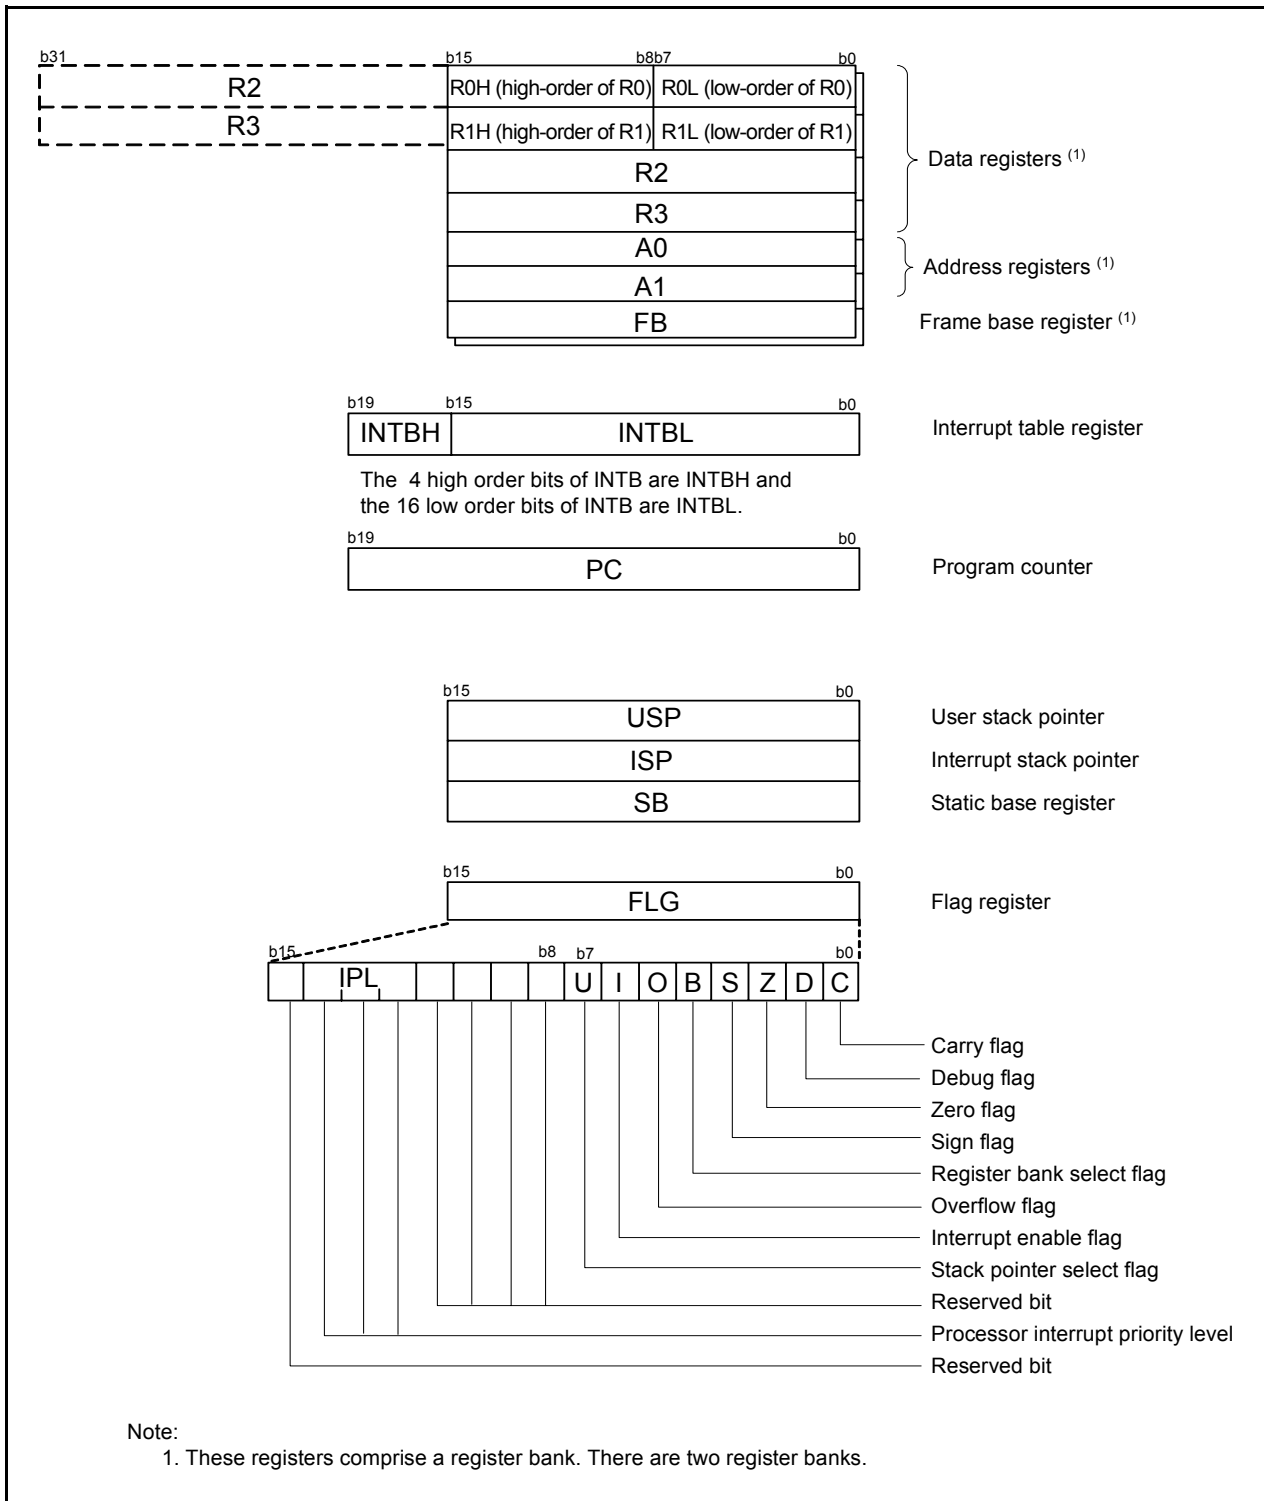 b31 b15 b8b7 b0
R2 R0H (high-order of R0) R0L (low-order of R0)
R3 R1H (high-order of R1) R1L (low-order of R1)
Data registers (1)
R2
R3
A0
Address registers (1)
A1
FB Frame base register (1)
b19 b15 b0
INTBH INTBL Interrupt table register
The 4 high order bits of INTB are INTBH and
the 16 low order bits of INTB are INTBL.
b19 b0
PC Program counter
b15 b0
USP User stack pointer
ISP Interrupt stack pointer
SB Static base register
b15 b0
FLG Flag register
b15 b8 b7 b0
IPL U I O B S Z D C
Carry flag
Debug flag
Zero flag
Sign flag
Register bank select flag
Overflow flag
Interrupt enable flag
Stack pointer select flag
Reserved bit
Processor interrupt priority level
Reserved bit
Note:
1. These registers comprise a register bank. There are two register banks.